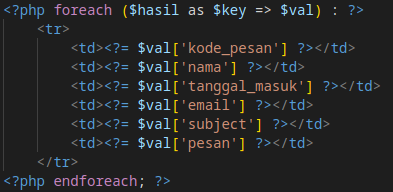 <?php foreach ($hasil as $key => $val) : ?>
    <tr>
        <td><?= $val['kode_pesan'] ?></td>
        <td><?= $val['nama'] ?></td>
        <td><?= $val['tanggal_masuk'] ?></td>
        <td><?= $val['email'] ?></td>
        <td><?= $val['subject'] ?></td>
        <td><?= $val['pesan'] ?></td>
    </tr>
<?php endforeach; ?>